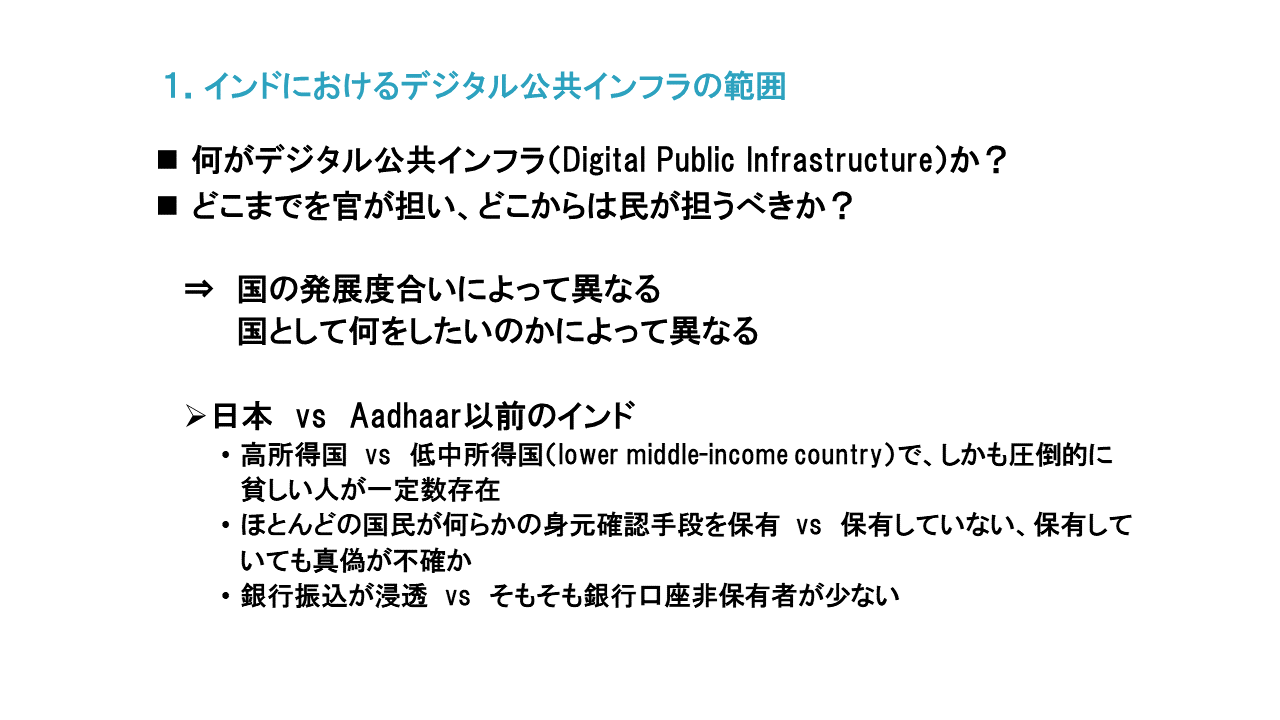 １．インドにおけるデジタル公共インフラの範囲
■ 何がデジタル公共インフラ（Digital Public Infrastructure）か？
■ どこまでを官が担い、どこからは民が担うべきか？
⇒　国の発展度合いによって異なる
国として何をしたいのかによって異なる
➢日本　vs　Aadhaar以前のインド
• 高所得国　vs　低中所得国（lower middle-income country）で、しかも圧倒的に
貧しい人が一定数存在
• ほとんどの国民が何らかの身元確認手段を保有　vs　保有していない、保有して
いても真偽が不確か
• 銀行振込が浸透　vs　そもそも銀行口座非保有者が少ない